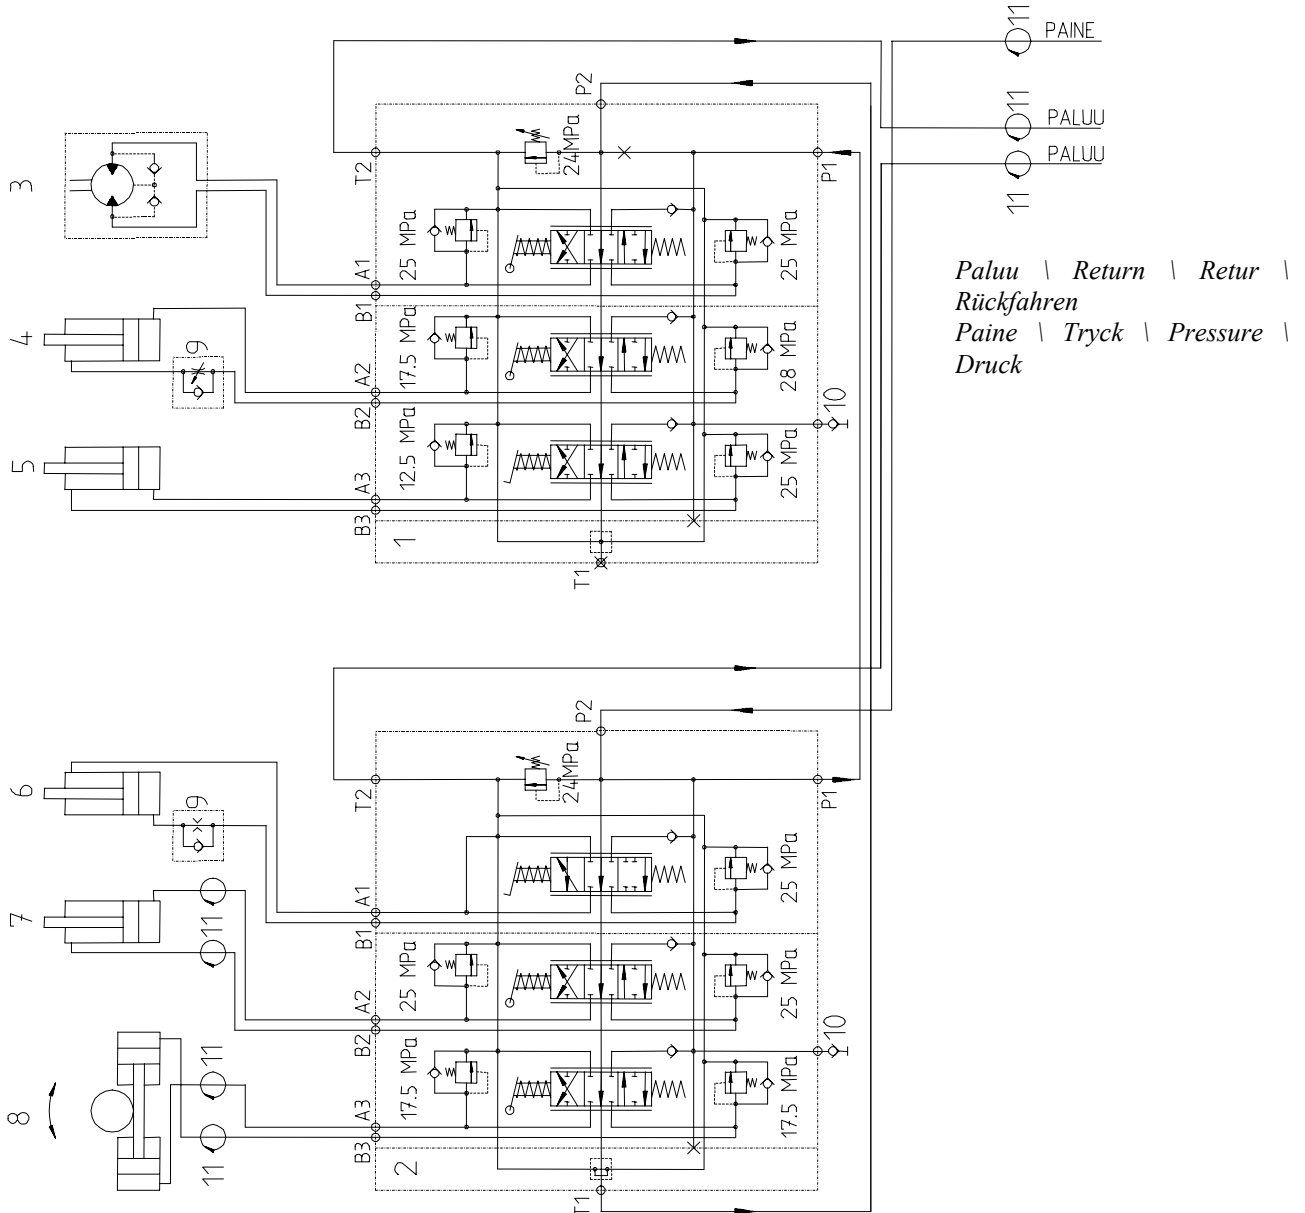 11
PAINE
11
PALUU
PALUU
11
Paluu \ Return \ Retur \
Rückfahren
Paine \ Tryck \ Pressure \
Druck
3
P2
T2
24MPa
P1
A1
25 MPa
25 MPa
B1
4
9
A2
17.5 MPa
28 MPa
B2
10
5
A3
12.5 MPa
25 MPa
B3
1
T1
P2
6
9
T2
24MPa
P1
A1
25 MPa
B1
7
11
A2
25 MPa
25 MPa
B2
10
8
11
11
A3
17.5 MPa
17.5 MPa
B3
2
T1